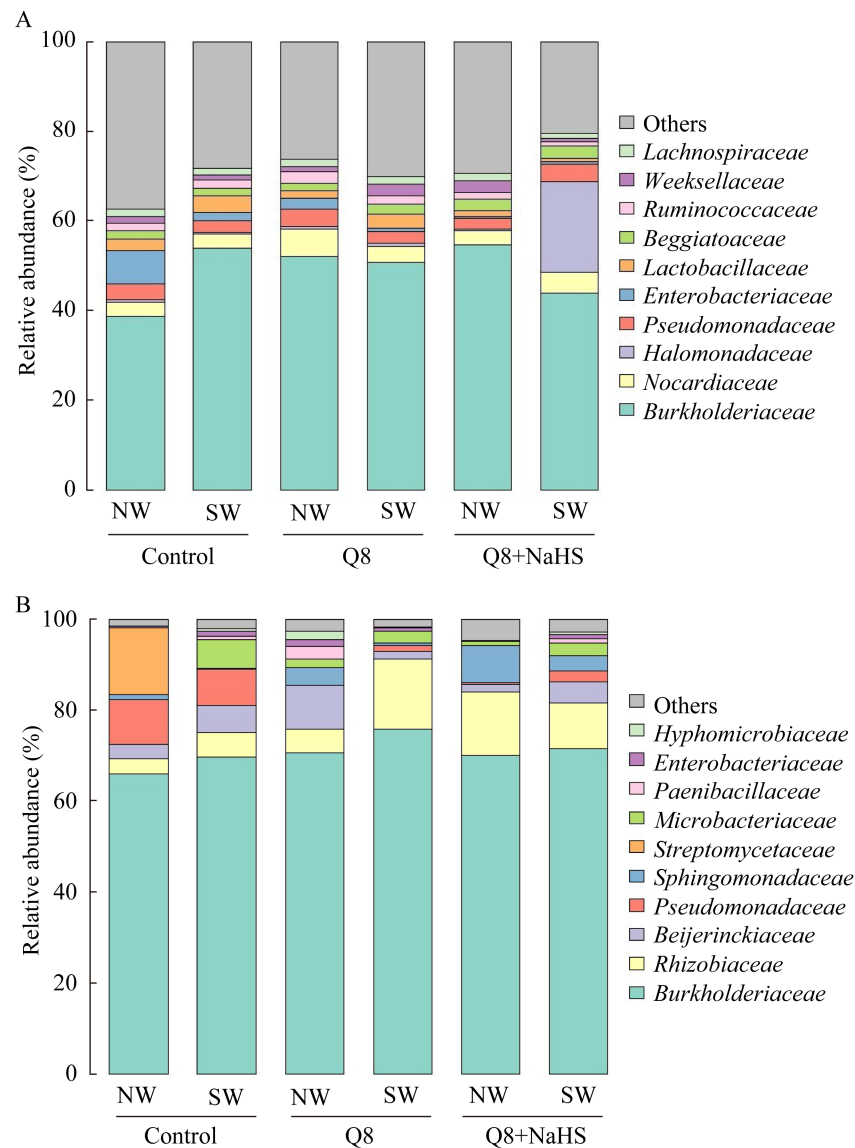 A
Relative abundance (%)
100
80
60
40
20
0
NW
SW
NW
SW
NW
SW
Control
Q8
Q8+NaHS
Others
Lachnospiraceae
Weeksellaceae
Ruminococcaceae
Beggiatoaceae
Lactobacillaceae
Enterobacteriaceae
Pseudomonadaceae
Halomonadaceae
Nocardiaceae
Burkholderiaceae
B
Relative abundance (%)
100
80
60
40
20
0
NW
SW
NW
SW
NW
SW
Control
Q8
Q8+NaHS
Others
Hyphomicrobiaceae
Enterobacteriaceae
Paenibacillaceae
Microbacteriaceae
Streptomycetaceae
Sphingomonadaceae
Pseudomonadaceae
Beijerinckiaceae
Rhizobiaceae
Burkholderiaceae